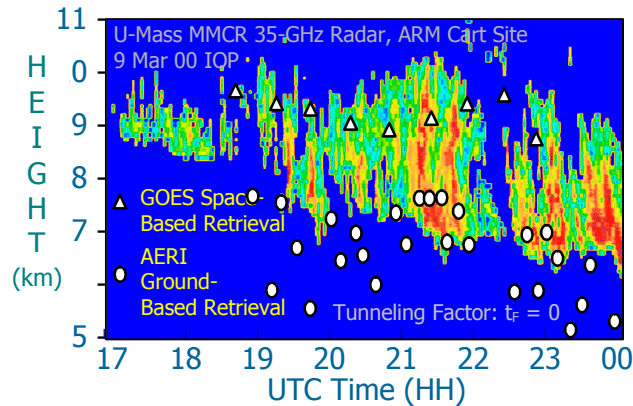 U-Mass MMCR 35-GHz Radar, ARM Cart Site
9 Mar 00 IOP
HEIGHT
(km)
11
0
9
8
7
6
5
GOES Space-
Based Retrieval
AERI
Ground-
Based Retrieval
Tunneling Factor: tF = 0
17 18 19 20 21 22 23 00
UTC Time (HH)